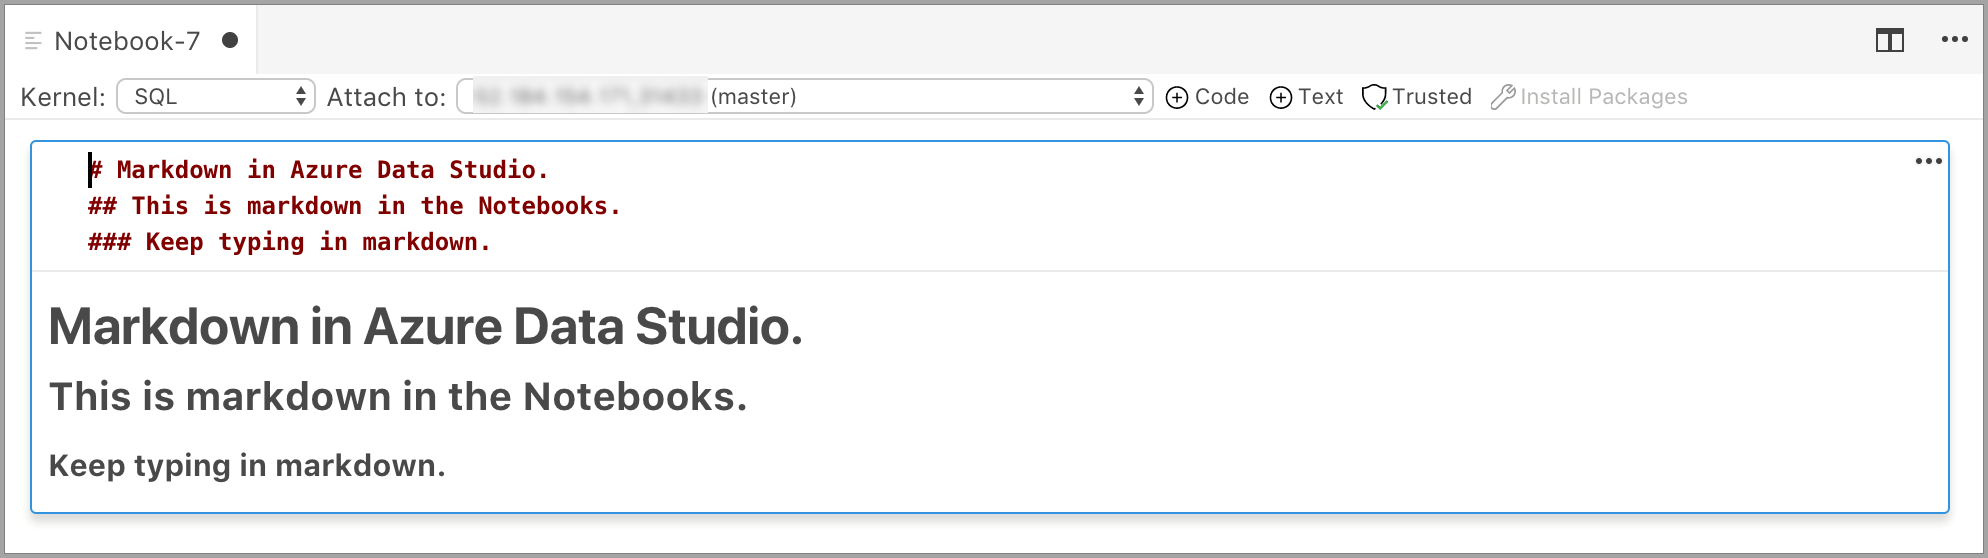 Notebook-7
Kernel: SQL Attach to: (master) Code Text Trusted Install Packages
# Markdown in Azure Data Studio.
## This is markdown in the Notebooks.
### Keep typing in markdown.
Markdown in Azure Data Studio.
This is markdown in the Notebooks.
Keep typing in markdown.